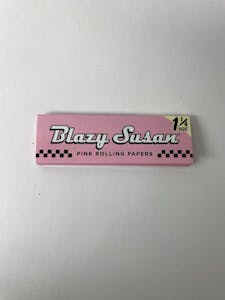 Blazy Susan
PINK ROLLING PAPERS
1¼